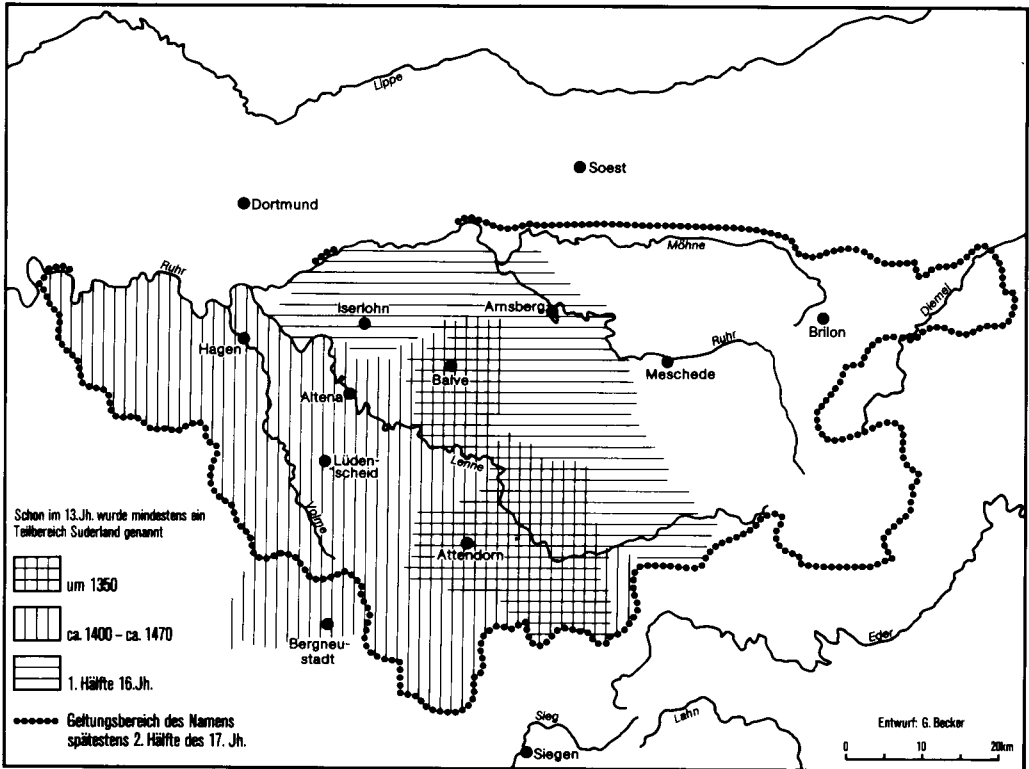 Lippe
Soest
Dortmund
Möhne
Ruhr
Diemel
Iserlohn
Arnsberg
Brilon
Hagen
Ruhr
Balve
Meschede
Altena
Lüden-
scheid
Lenne
Volme
Attendorn
Schon im 13.Jh. wurde mindestens ein
Teilbereich Suderland genannt
um 1350
ca. 1400 – ca. 1470
1. Hälfte 16.Jh.
Geltungsbereich des Namens
spätestens 2. Hälfte des 17. Jh.
Bergneu-
stadt
Eder
Sieg
Lahn
Siegen
Entwurf: G. Becker
0 10 20km